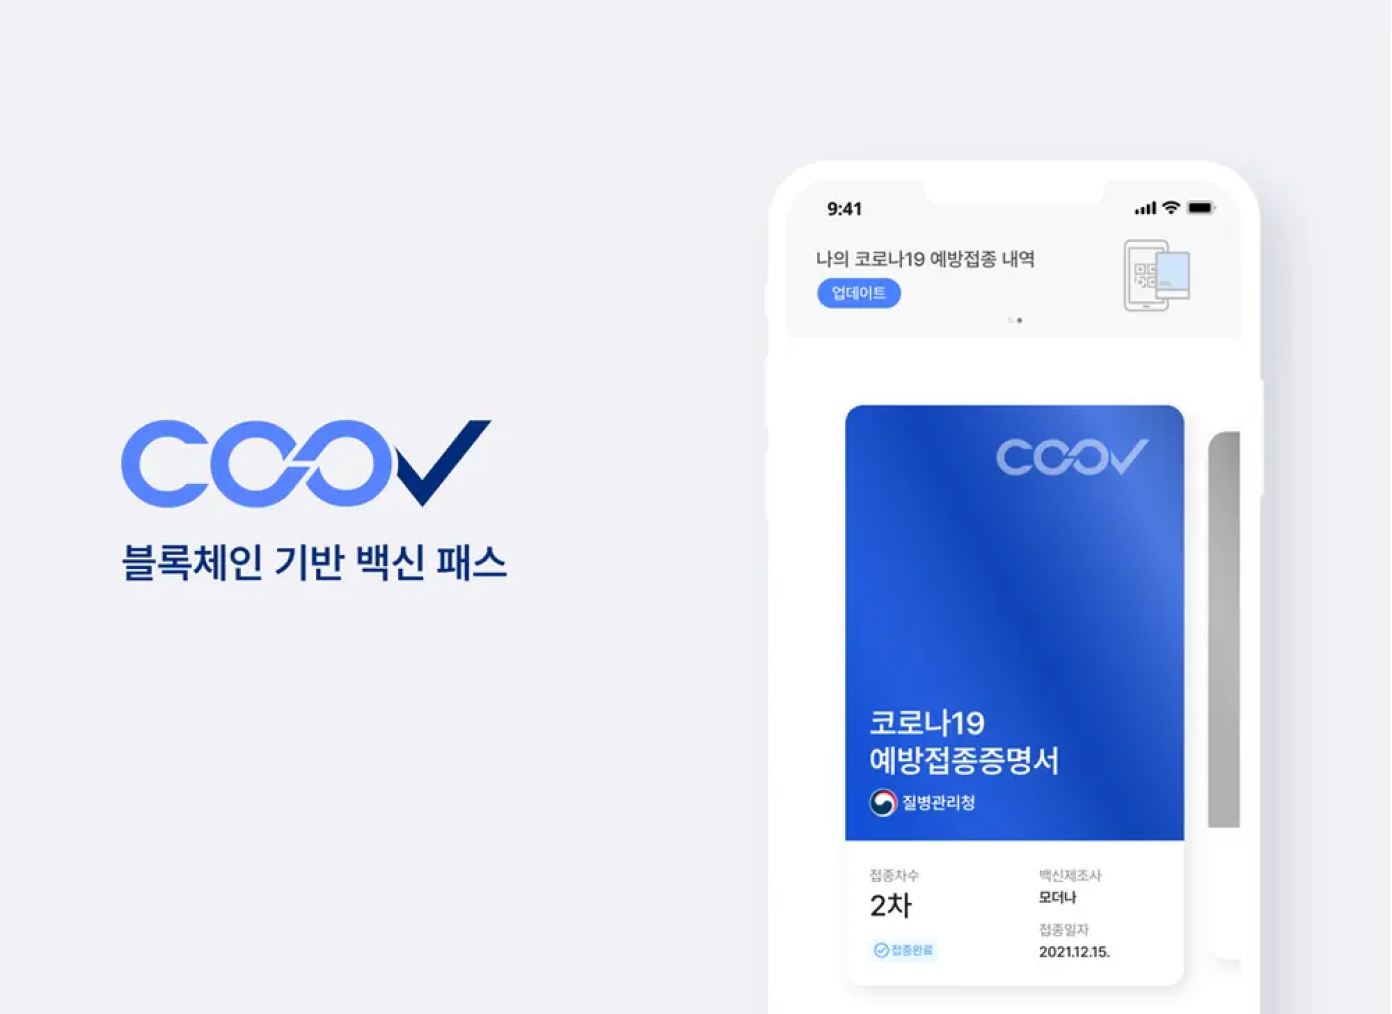 COOV
블록체인 기반 백신 패스
9:41
나의 코로나19 예방접종 내역
업데이트
COOV
코로나19
예방접종증명서
질병관리청
접종차수
2차
접종완료
백신제조사
모더나
접종일자
2021.12.15.